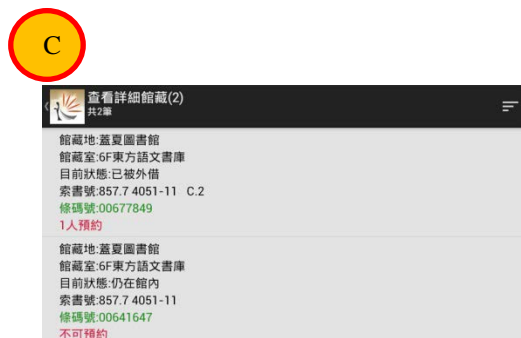 C
查看詳細館藏(2)
共2筆
館藏地:蓋夏圖書館
館藏室:6F東方語文書庫
目前狀態:已被外借
索書號:857.7 4051-11 C.2
條碼號:00677849
1人預約
館藏地:蓋夏圖書館
館藏室:6F東方語文書庫
目前狀態:仍在館內
索書號:857.7 4051-11
條碼號:00641647
不可預約